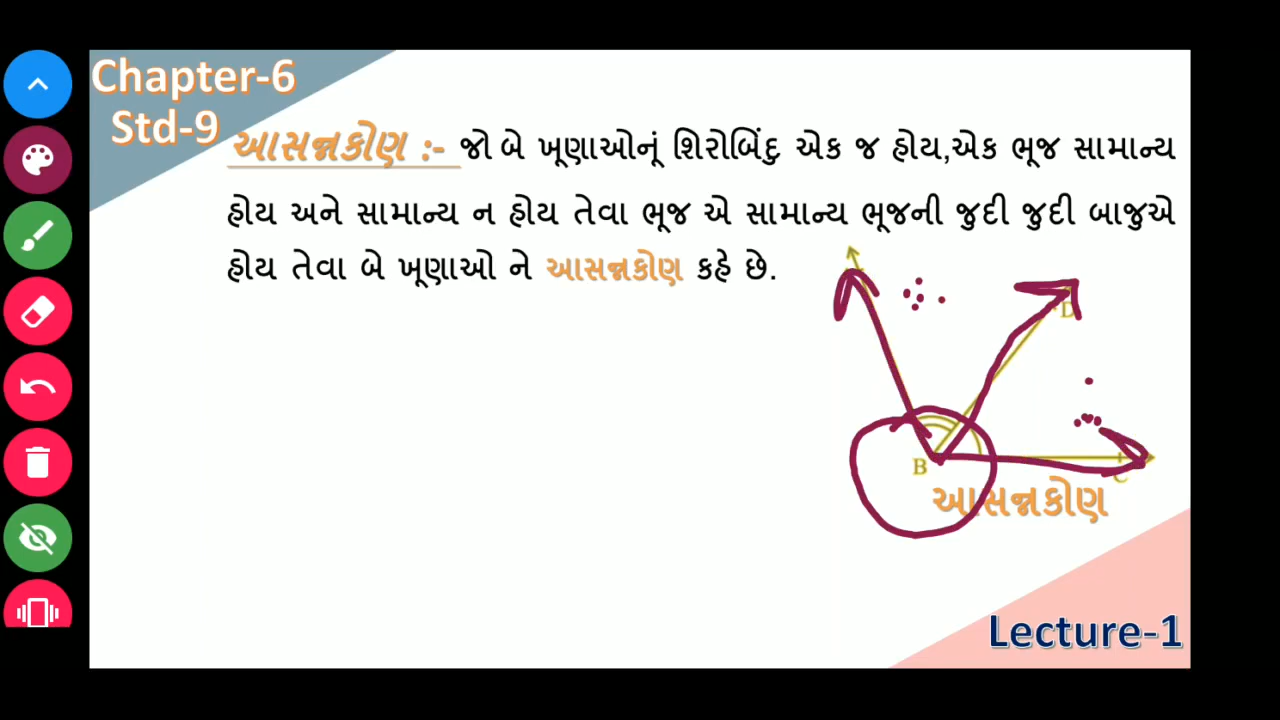 Chapter-6
Std-9
આસન્નકોણ :- જો બે ખૂણાઓનું શિરોબિંદુ એક જ હોય,એક ભૂજ સામાન્ય
હોય અને સામાન્ય ન હોય તેવા ભૂજ એ સામાન્ય ભૂજની જુદી જુદી બાજુએ
હોય તેવા બે ખૂણાઓ ને આસન્નકોણ કહે છે.
D
B
C
આસન્નકોણ
Lecture-1